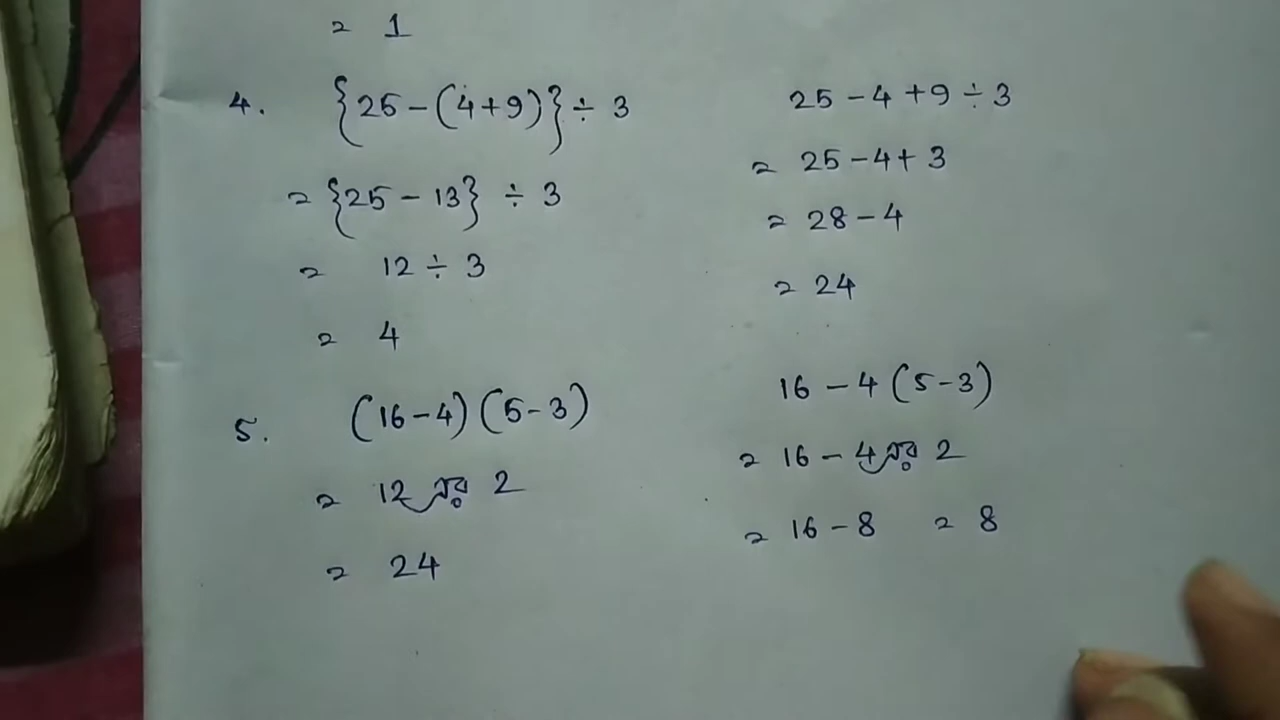 = 1
4. {25-(4+9)} ÷ 3
= {25-13} ÷ 3
= 12 ÷ 3
= 4
25-4+9÷3
= 25-4+3
= 28-4
= 24
5. (16-4)(5-3)
= 12 এর 2
= 24
16-4(5-3)
= 16-4 এর 2
= 16-8 = 8